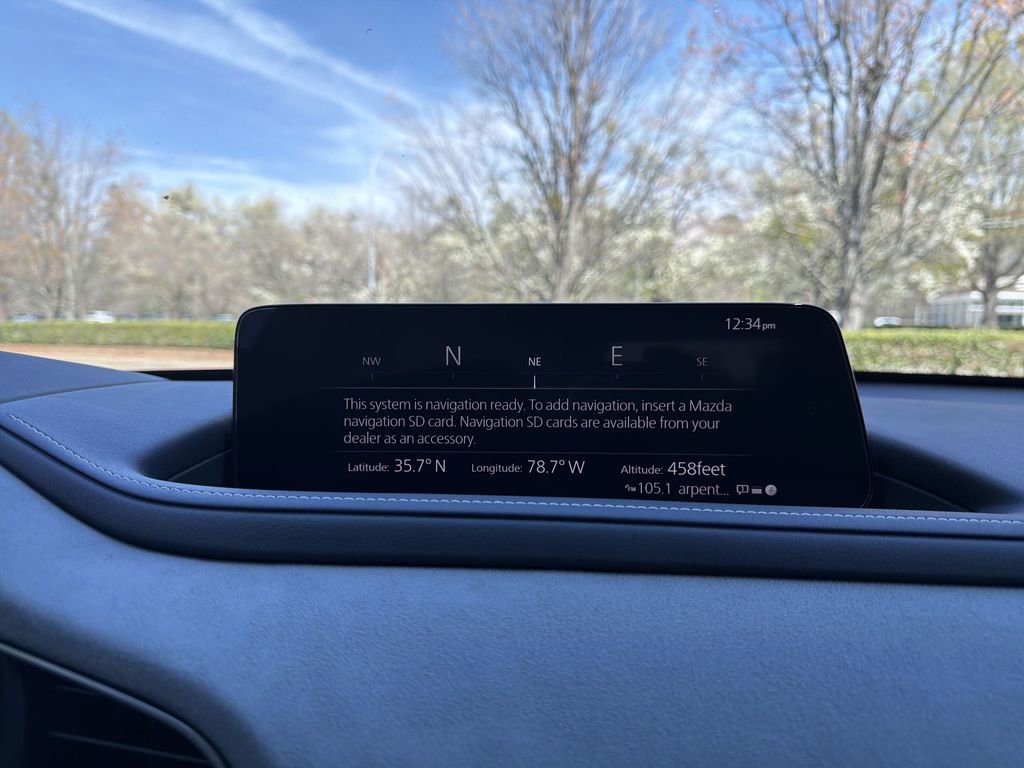 12:34pm
NW N NE E SE
This system is navigation ready. To add navigation, insert a Mazda
navigation SD card. Navigation SD cards are available from your
dealer as an accessory.
Latitude: 35.7° N Longitude: 78.7° W Altitude: 458feet
FM 105.1 arpent...